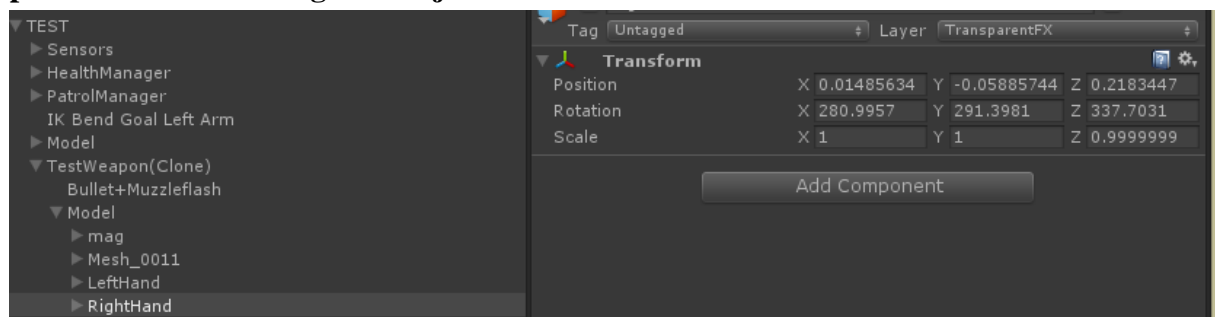 TEST
Sensors
HealthManager
PatrolManager
IK Bend Goal Left Arm
Model
TestWeapon(Clone)
Bullet+Muzzleflash
Model
mag
Mesh_0011
LeftHand
RightHand
Tag Untagged Layer TransparentFX
Transform
Position X 0.01485634 Y -0.05885744 Z 0.2183447
Rotation X 280.9957 Y 291.3981 Z 337.7031
Scale X 1 Y 1 Z 0.9999999
Add Component